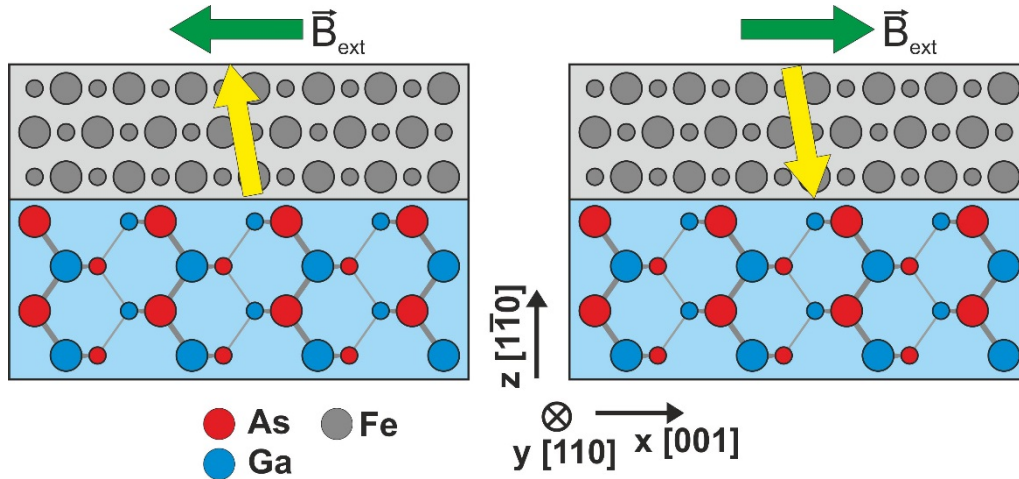 B⃗ext
B⃗ext
z [11̄0]
y [110]
x [001]
As
Fe
Ga